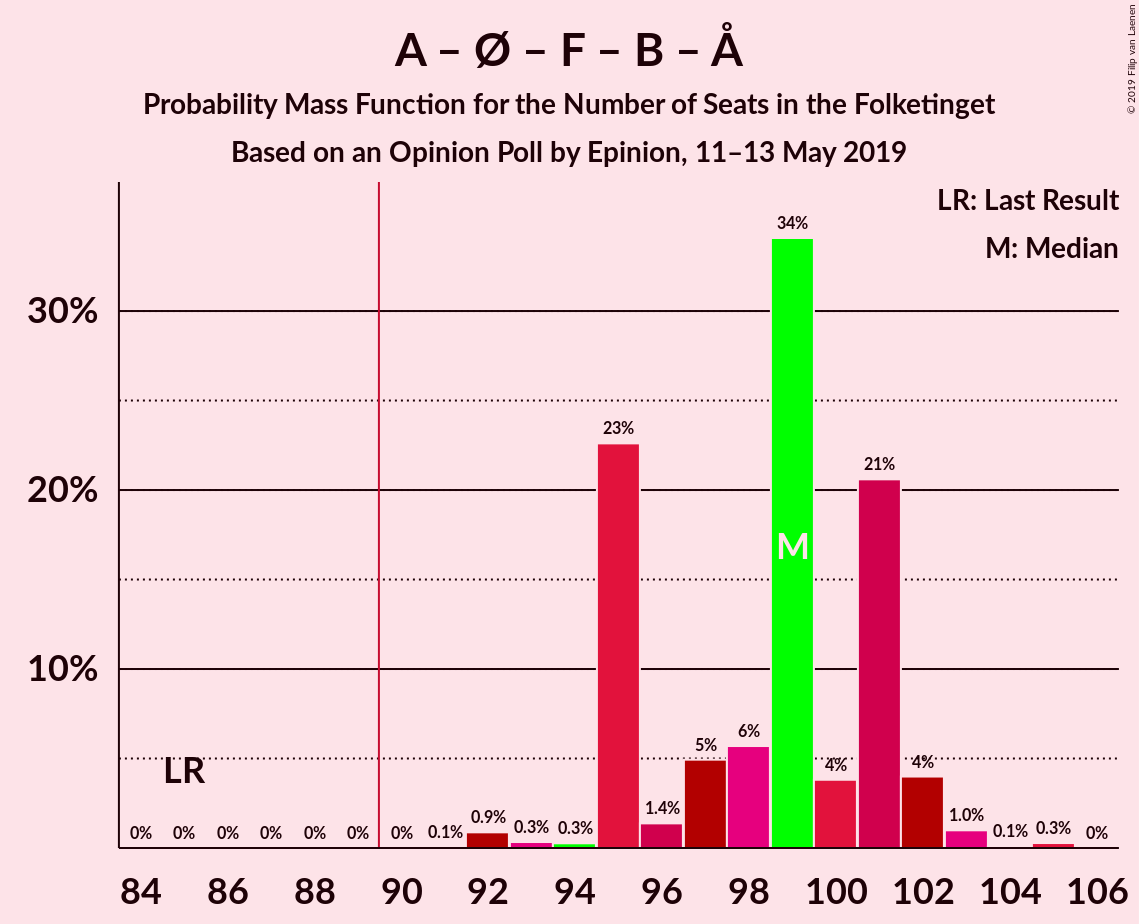 A – Ø – F – B – Å
Probability Mass Function for the Number of Seats in the Folketinget
Based on an Opinion Poll by Epinion, 11–13 May 2019
© 2019 Filip van Laenen
LR: Last Result
M: Median
30%
20%
10%
LR
M
0%
0%
0%
0%
0%
0%
0%
0.1%
0.9%
0.3%
0.3%
23%
1.4%
5%
6%
34%
4%
21%
4%
1.0%
0.1%
0.3%
0%
84 86 88 90 92 94 96 98 100 102 104 106